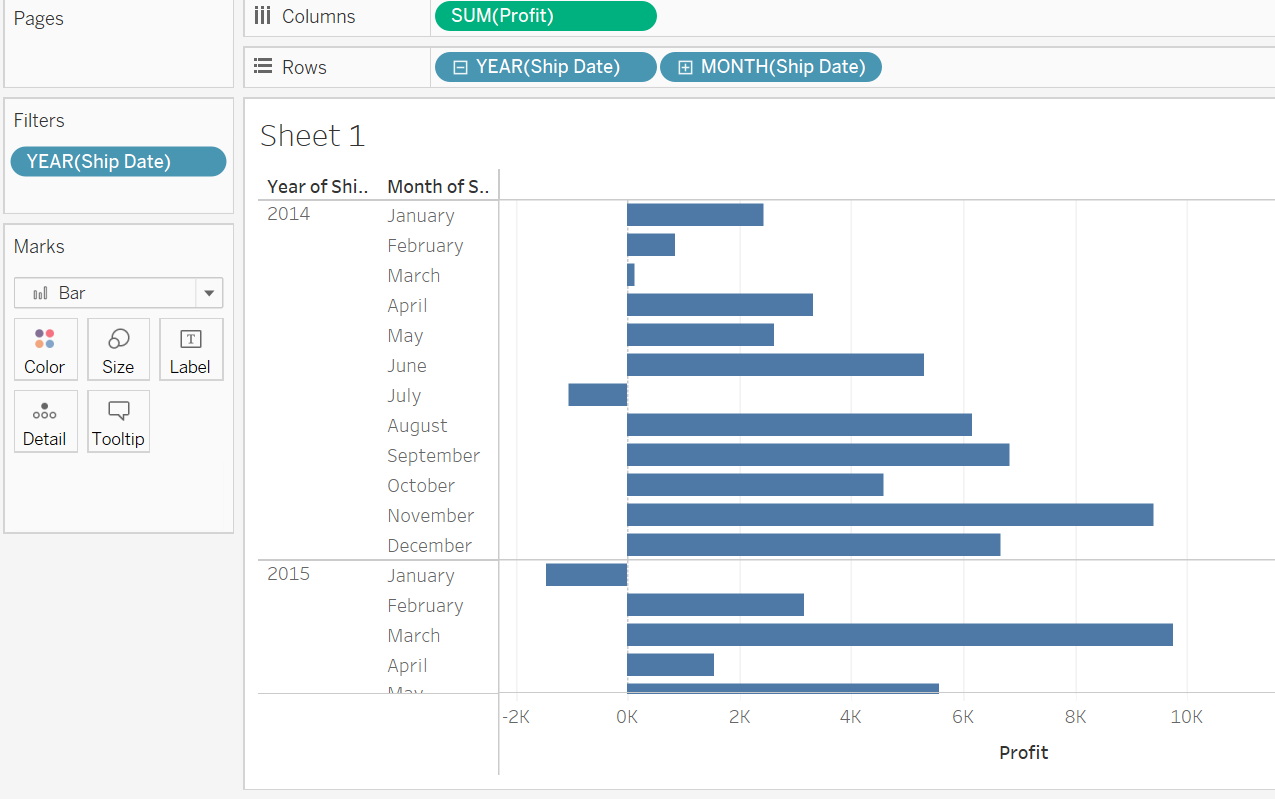 Pages
Columns
SUM(Profit)
Rows
YEAR(Ship Date)
MONTH(Ship Date)
Filters
YEAR(Ship Date)
Marks
Bar
Color
Size
T
Label
Detail
Tooltip
Sheet 1
Year of Shi..
Month of S..
2014
January
February
March
April
May
June
July
August
September
October
November
December
2015
January
February
March
April
May
-2K
0K
2K
4K
6K
8K
10K
Profit